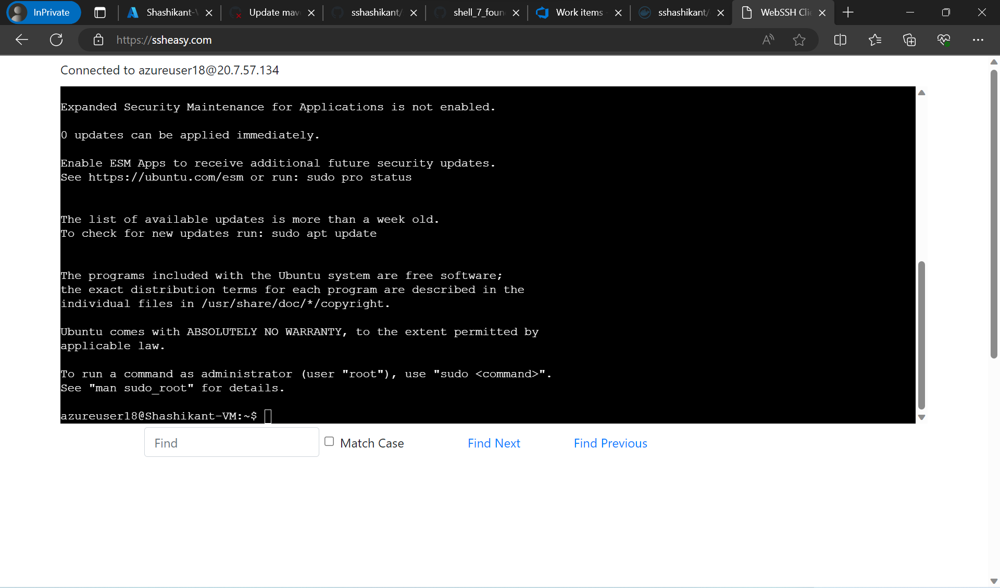 InPrivate
Shashikant-V
Update mav
sshashikant/
shell_7_foun
Work items -
sshashikant/
WebSSH Clie
https://ssheasy.com
Connected to azureuser18@20.7.57.134
Expanded Security Maintenance for Applications is not enabled.
0 updates can be applied immediately.
Enable ESM Apps to receive additional future security updates.
See https://ubuntu.com/esm or run: sudo pro status
The list of available updates is more than a week old.
To check for new updates run: sudo apt update
The programs included with the Ubuntu system are free software;
the exact distribution terms for each program are described in the
individual files in /usr/share/doc/*/copyright.
Ubuntu comes with ABSOLUTELY NO WARRANTY, to the extent permitted by
applicable law.
To run a command as administrator (user "root"), use "sudo <command>".
See "man sudo_root" for details.
azureuser18@Shashikant-VM:~$
Find
Match Case
Find Next
Find Previous